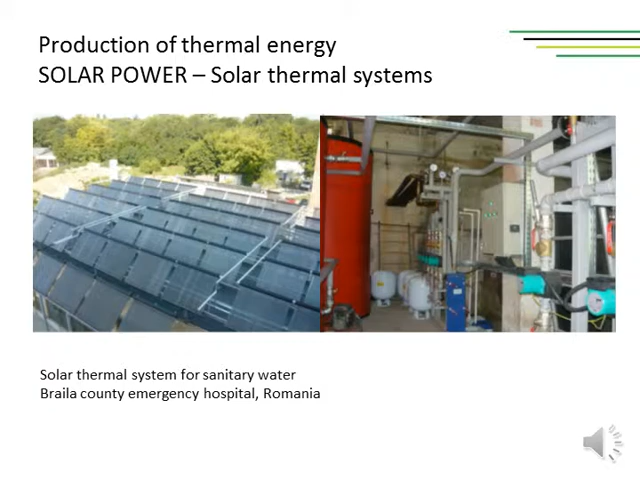 Production of thermal energy
SOLAR POWER – Solar thermal systems
Solar thermal system for sanitary water
Braila county emergency hospital, Romania